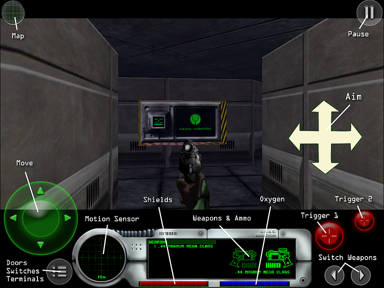 Map
Pause
Aim
Move
Shields
Oxygen
Trigger 2
Motion Sensor
Weapons & Ammo
Trigger 1
Doors
Switches
Terminals
Switch Weapons